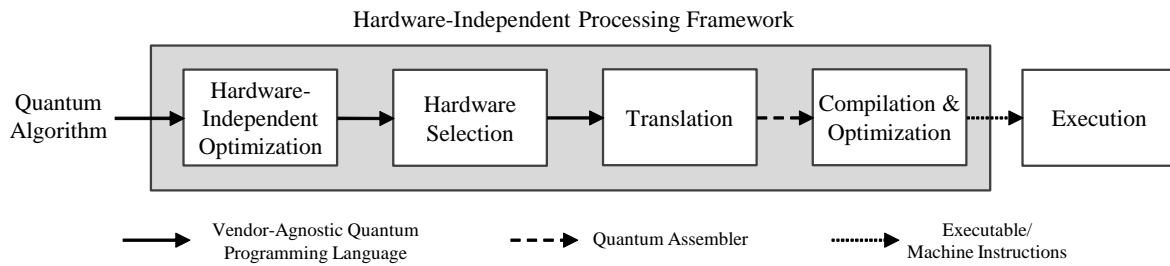 Hardware-Independent Processing Framework
Quantum
Algorithm
Hardware-
Independent
Optimization
Hardware
Selection
Translation
Compilation &
Optimization
Execution
Vendor-Agnostic Quantum
Programming Language
Quantum Assembler
Executable/
Machine Instructions